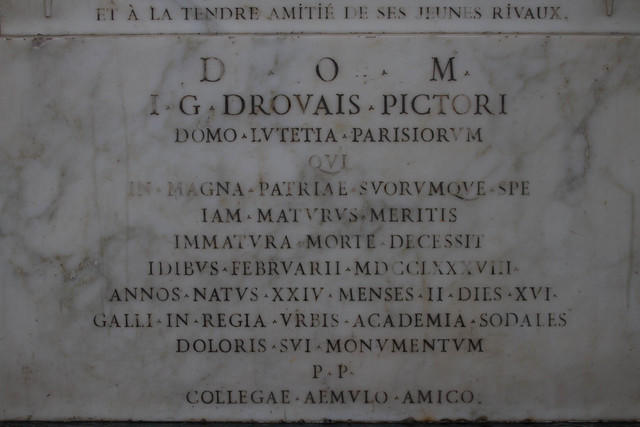 ET À LA TENDRE AMITIÉ DE SES JEUNES RIVAUX.
D · O · M ·
I · G · DROVAIS · PICTORI
DOMO · LVTETIA · PARISIORVM
QVI
IN · MAGNA · PATRIAE · SVORVMQVE · SPE
IAM · MATVRVS · MERITIS
IMMATVRA · MORTE · DECESSIT
IDIBVS · FEBRVARII · MDCCLXXXVIII ·
ANNOS · NATVS · XXIV · MENSES · II · DIES · XVI ·
GALLI · IN · REGIA · VRBIS · ACADEMIA · SODALES
DOLORIS · SVI · MONVMENTVM
P · P ·
COLLEGAE · AEMVLO · AMICO.